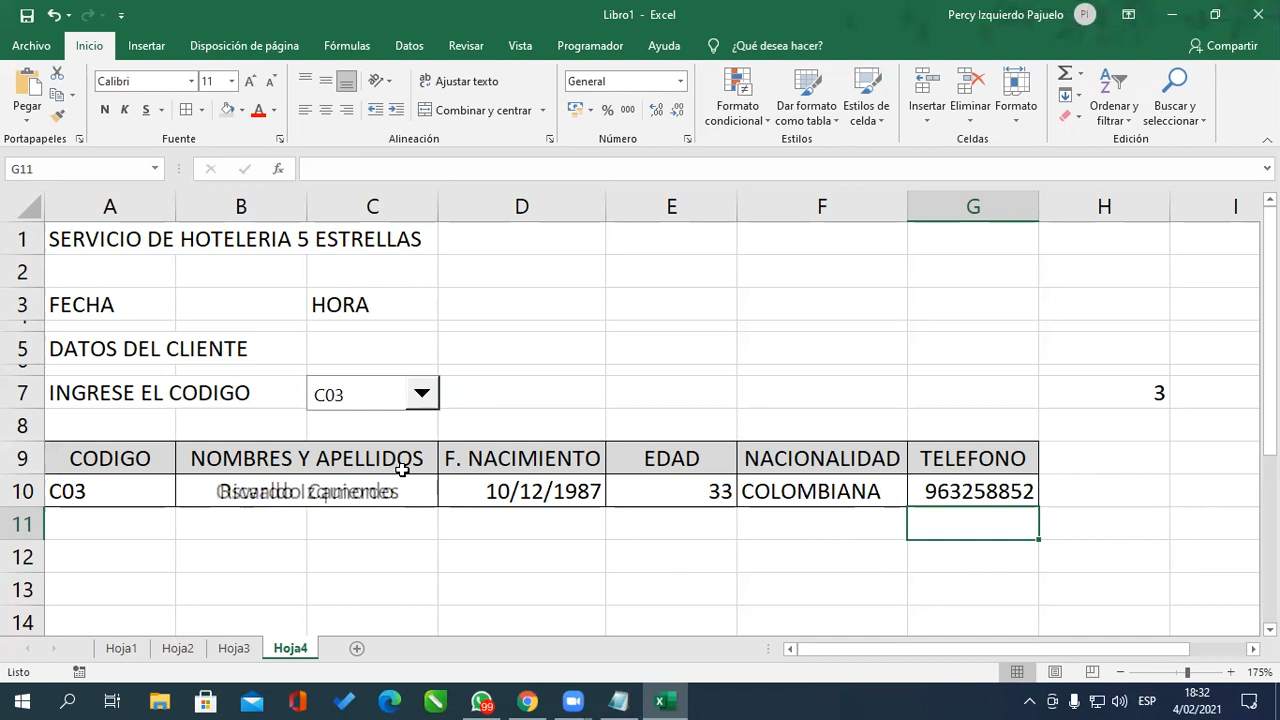 Libro1 - Excel
Percy Izquierdo Pajuelo
PI
Archivo Inicio Insertar Disposición de página Fórmulas Datos Revisar Vista Programador Ayuda ¿Qué desea hacer? Compartir
Pegar
Calibri 11
N K S
Ajustar texto
Combinar y centrar
General
% 000
Formato condicional
Dar formato como tabla
Estilos de celda
Insertar Eliminar Formato
Ordenar y filtrar
Buscar y seleccionar
Portapapeles Fuente Alineación Número Estilos Celdas Edición
G11 fx
A B C D E F G H I
1 SERVICIO DE HOTELERIA 5 ESTRELLAS
2
3 FECHA HORA
5 DATOS DEL CLIENTE
7 INGRESE EL CODIGO C03 3
8
9 CODIGO NOMBRES Y APELLIDOS F. NACIMIENTO EDAD NACIONALIDAD TELEFONO
10 C03 10/12/1987 33 COLOMBIANA 963258852
11
12
13
14
Hoja1 Hoja2 Hoja3 Hoja4
Listo 175%
99
ESP
18:32
4/02/2021